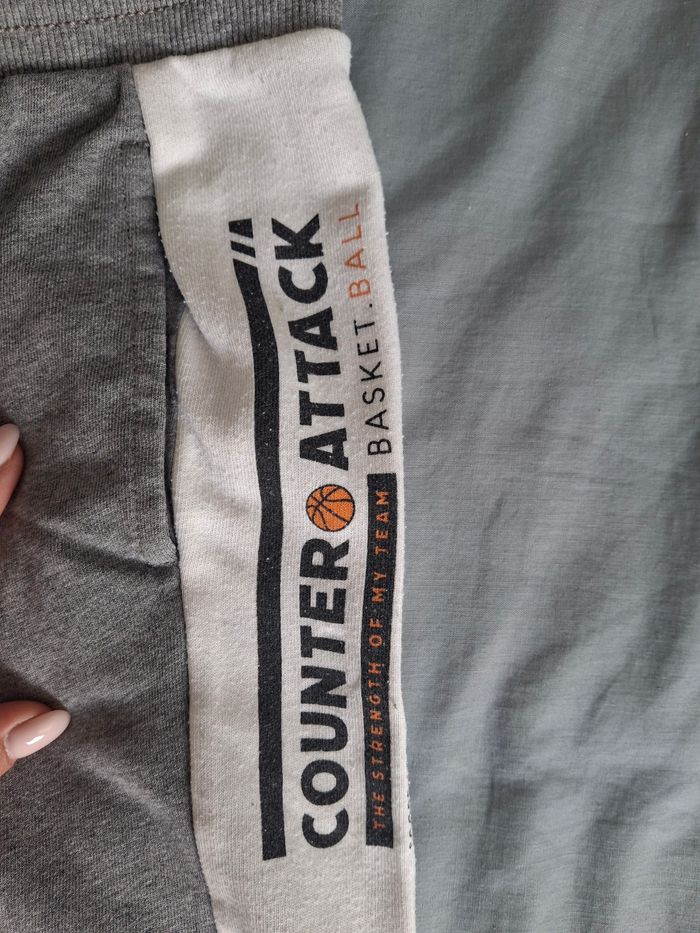 COUNTER ATTACK
THE STRENGTH OF MY TEAM BASKET.BALL